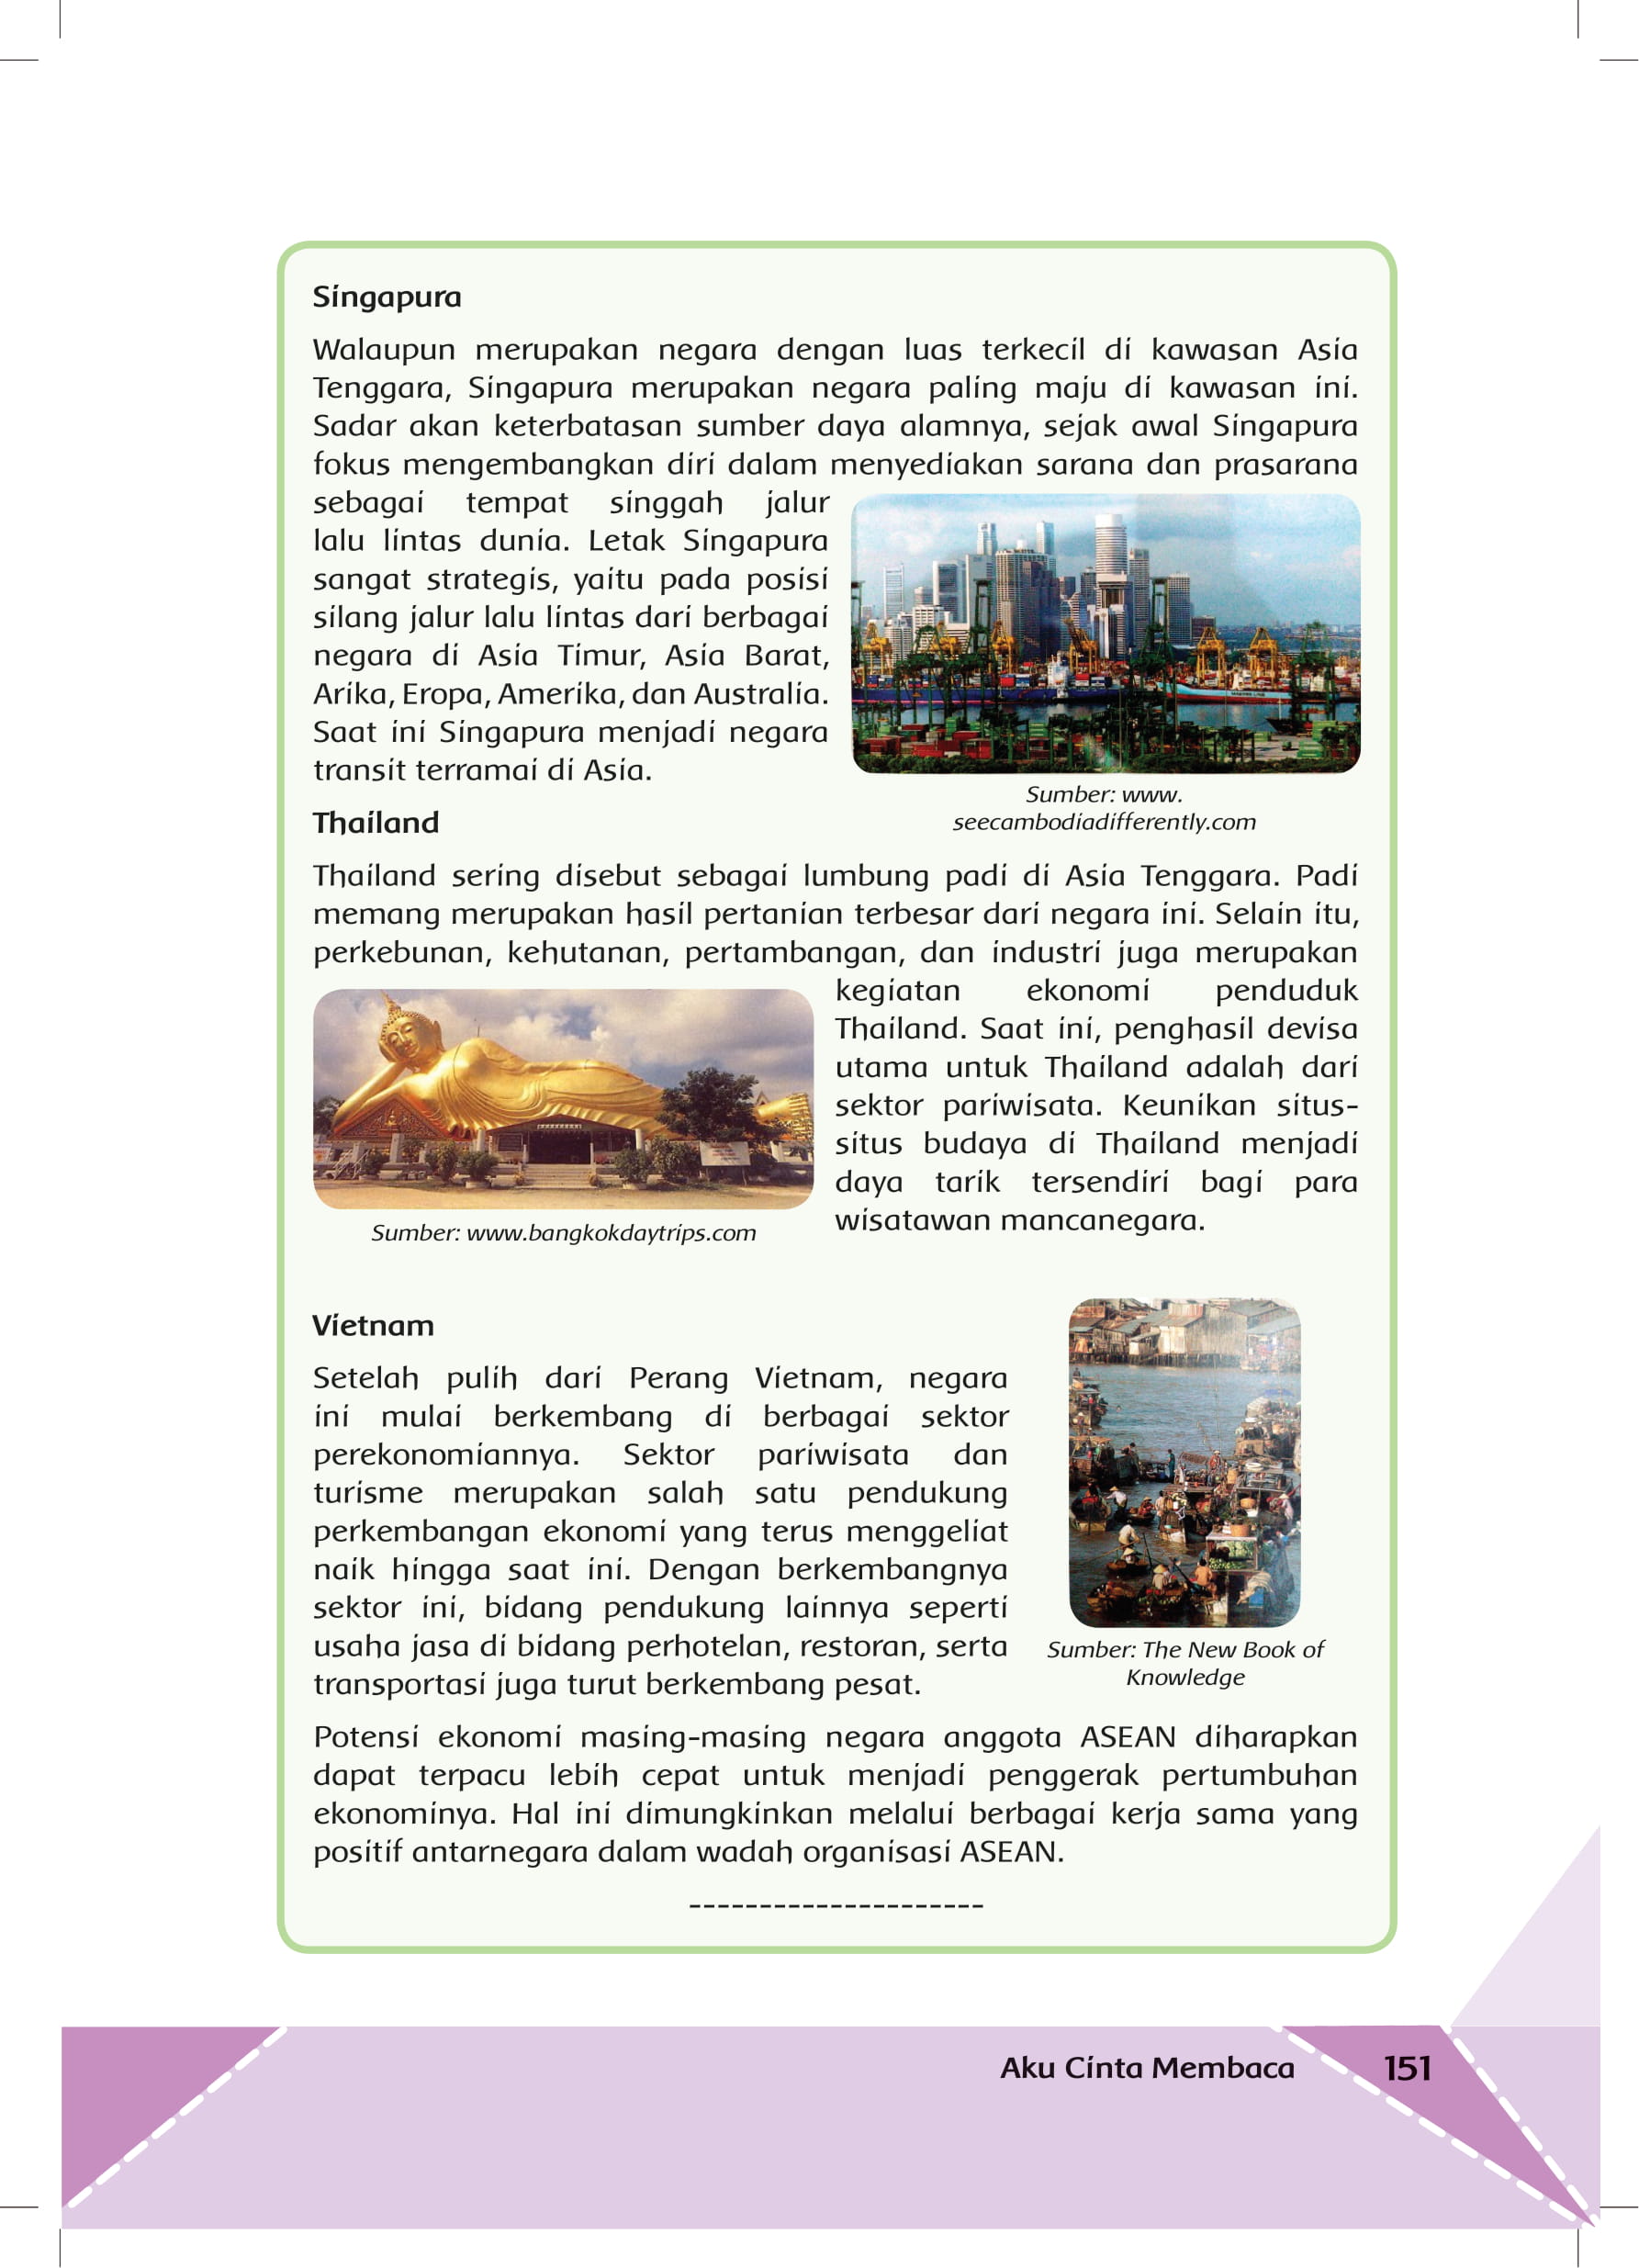 Singapura
Walaupun merupakan negara dengan luas terkecil di kawasan Asia
Tenggara, Singapura merupakan negara paling maju di kawasan ini.
Sadar akan keterbatasan sumber daya alamnya, sejak awal Singapura
fokus mengembangkan diri dalam menyediakan sarana dan prasarana
sebagai tempat singgah jalur
lalu lintas dunia. Letak Singapura
sangat strategis, yaitu pada posisi
silang jalur lalu lintas dari berbagai
negara di Asia Timur, Asia Barat,
Arika, Eropa, Amerika, dan Australia.
Saat ini Singapura menjadi negara
transit terramai di Asia.
Sumber: www.
seecambodiadifferently.com
Thailand
Thailand sering disebut sebagai lumbung padi di Asia Tenggara. Padi
memang merupakan hasil pertanian terbesar dari negara ini. Selain itu,
perkebunan, kehutanan, pertambangan, dan industri juga merupakan
kegiatan ekonomi penduduk
Thailand. Saat ini, penghasil devisa
utama untuk Thailand adalah dari
sektor pariwisata. Keunikan situs-
situs budaya di Thailand menjadi
daya tarik tersendiri bagi para
wisatawan mancanegara.
Sumber: www.bangkokdaytrips.com
Vietnam
Setelah pulih dari Perang Vietnam, negara
ini mulai berkembang di berbagai sektor
perekonomiannya. Sektor pariwisata dan
turisme merupakan salah satu pendukung
perkembangan ekonomi yang terus menggeliat
naik hingga saat ini. Dengan berkembangnya
sektor ini, bidang pendukung lainnya seperti
usaha jasa di bidang perhotelan, restoran, serta
transportasi juga turut berkembang pesat.
Sumber: The New Book of
Knowledge
Potensi ekonomi masing-masing negara anggota ASEAN diharapkan
dapat terpacu lebih cepat untuk menjadi penggerak pertumbuhan
ekonominya. Hal ini dimungkinkan melalui berbagai kerja sama yang
positif antarnegara dalam wadah organisasi ASEAN.
---------------------
Aku Cinta Membaca 151